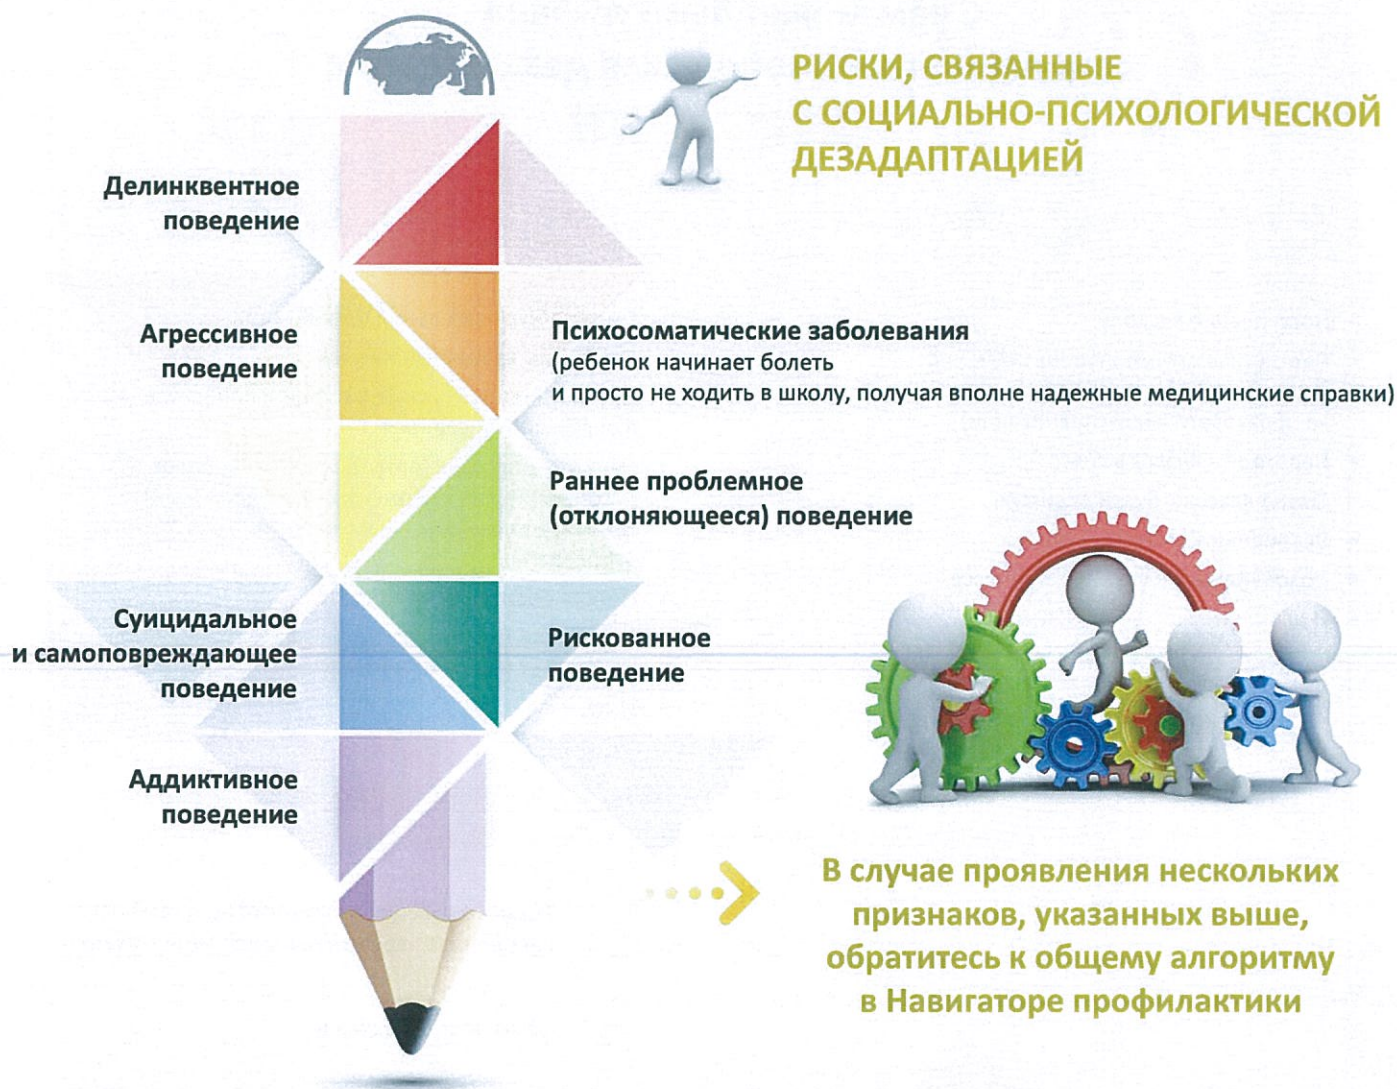 РИСКИ, СВЯЗАННЫЕ
С СОЦИАЛЬНО-ПСИХОЛОГИЧЕСКОЙ
ДЕЗАДАПТАЦИЕЙ
Делинквентное
поведение
Агрессивное
поведение
Психосоматические заболевания
(ребенок начинает болеть
и просто не ходить в школу, получая вполне надежные медицинские справки)
Раннее проблемное
(отклоняющееся) поведение
Суицидальное
и самоповреждающее
поведение
Рискованное
поведение
Аддиктивное
поведение
В случае проявления нескольких
признаков, указанных выше,
обратитесь к общему алгоритму
в Навигаторе профилактики